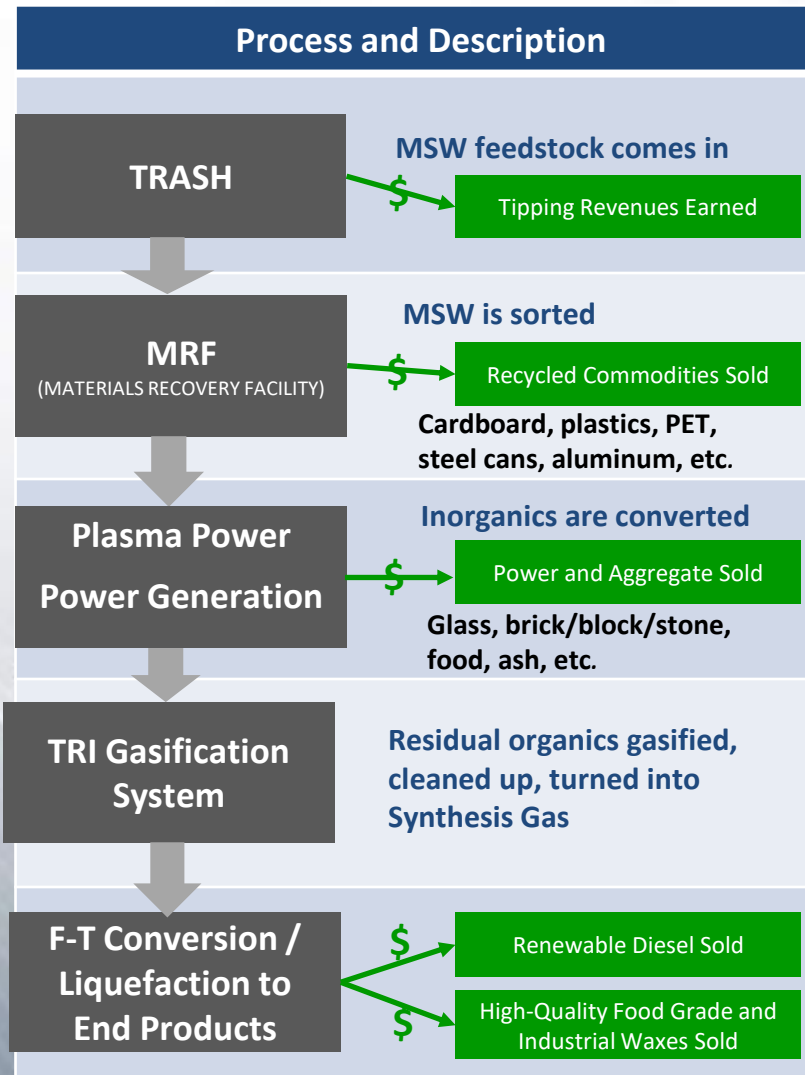 Process and Description
TRASH
MSW feedstock comes in
$
Tipping Revenues Earned
MRF
(MATERIALS RECOVERY FACILITY)
MSW is sorted
$
Recycled Commodities Sold
Cardboard, plastics, PET,
steel cans, aluminum, etc.
Plasma Power
Power Generation
Inorganics are converted
$
Power and Aggregate Sold
Glass, brick/block/stone,
food, ash, etc.
TRI Gasification
System
Residual organics gasified,
cleaned up, turned into
Synthesis Gas
F-T Conversion /
Liquefaction to
End Products
$
Renewable Diesel Sold
$
High-Quality Food Grade and
Industrial Waxes Sold